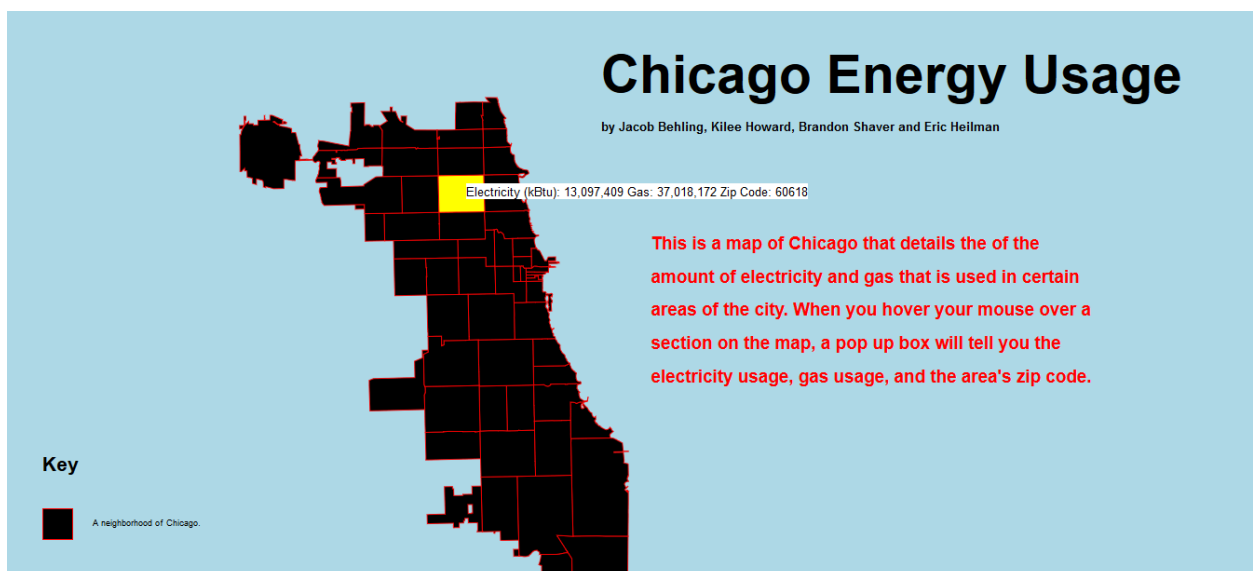 Chicago Energy Usage
by Jacob Behling, Kilee Howard, Brandon Shaver and Eric Heilman
Electricity (kBtu): 13,097,409 Gas: 37,018,172 Zip Code: 60618
This is a map of Chicago that details the of the
amount of electricity and gas that is used in certain
areas of the city. When you hover your mouse over a
section on the map, a pop up box will tell you the
electricity usage, gas usage, and the area's zip code.
Key
A neighborhood of Chicago.